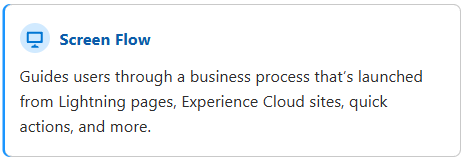 Screen Flow
Guides users through a business process that's launched
from Lightning pages, Experience Cloud sites, quick
actions, and more.